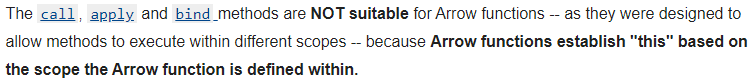 The call, apply and bind methods are NOT suitable for Arrow functions -- as they were designed to
allow methods to execute within different scopes -- because Arrow functions establish "this" based on
the scope the Arrow function is defined within.